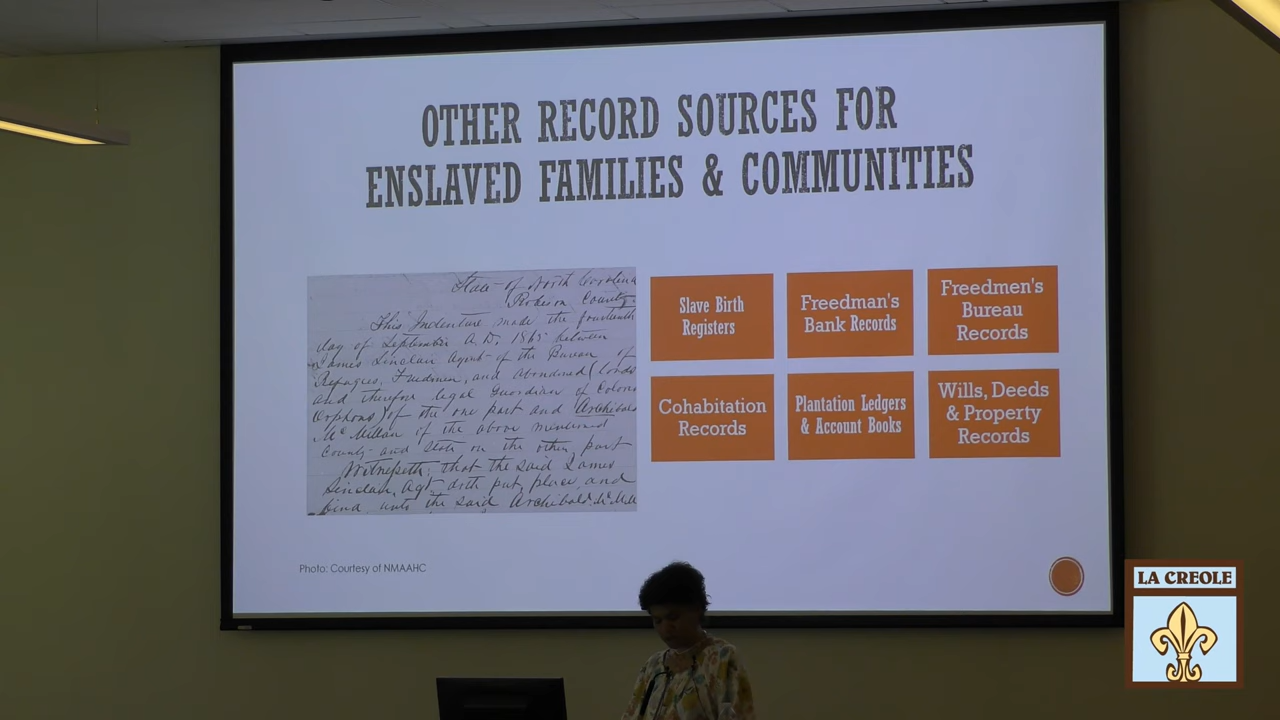 OTHER RECORD SOURCES FOR
ENSLAVED FAMILIES & COMMUNITIES
State of North Carolina
Robeson County
This Indenture made the fourteenth
day of September A.D. 1865 between
James Sinclair Agent of the Bureau of
Refugees, Freedmen, and abandoned (lands
and therefore legal Guardian of Colored
Orphans) of the one part and Archibald
McMillan of the above mentioned
County and State on the other part
Witnesseth, that the said James
Sinclair, Agt doth put, place and
bind unto the said Archibald McMill
Slave Birth
Registers
Freedman's
Bank Records
Freedmen's
Bureau
Records
Cohabitation
Records
Plantation Ledgers
& Account Books
Wills, Deeds
& Property
Records
Photo: Courtesy of NMAAHC
LA CREOLE